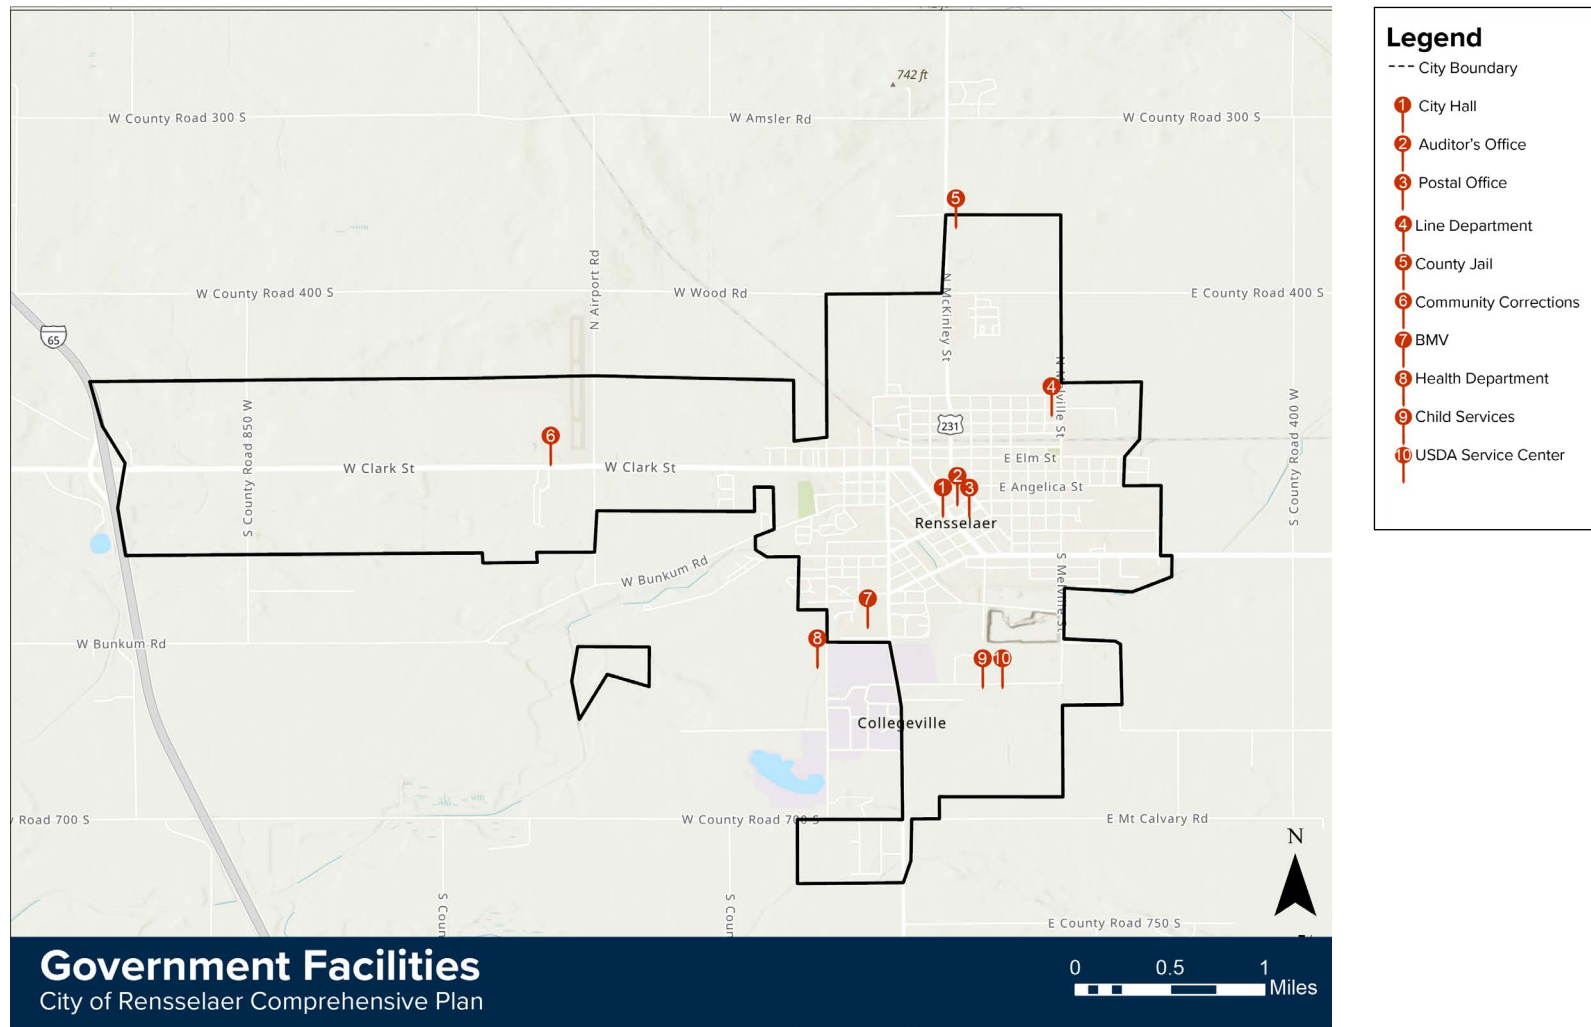 742 ft
W County Road 300 S
W Amsler Rd
W County Road 300 S
5
N Airport Rd
W County Road 400 S
W Wood Rd
N McKinley St
E County Road 400 S
65
4
231
S County Road 850 W
6
S County Road 400 W
W Clark St
W Clark St
E Elm St
2
1
3
E Angelica St
Rensselaer
W Bunkum Rd
S Melville St
7
8
W Bunkum Rd
9
10
Collegeville
Road 700 S
W County Road 700 S
E Mt Calvary Rd
N
S Coun
S Coun
E County Road 750 S
Government Facilities
City of Rensselaer Comprehensive Plan
0 0.5 1
Miles
Legend
City Boundary
1 City Hall
2 Auditor's Office
3 Postal Office
4 Line Department
5 County Jail
6 Community Corrections
7 BMV
8 Health Department
9 Child Services
10 USDA Service Center